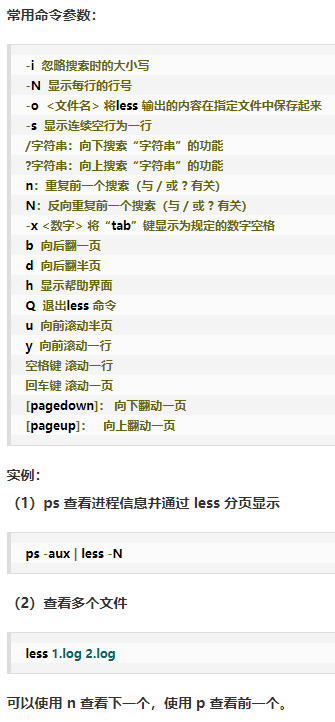 常用命令参数：
-i 忽略搜索时的大小写
-N 显示每行的行号
-o <文件名> 将less 输出的内容在指定文件中保存起来
-s 显示连续空行为一行
/字符串：向下搜索“字符串”的功能
?字符串：向上搜索“字符串”的功能
n：重复前一个搜索（与 / 或 ? 有关）
N：反向重复前一个搜索（与 / 或 ? 有关）
-x <数字> 将“tab”键显示为规定的数字空格
b 向后翻一页
d 向后翻半页
h 显示帮助界面
Q 退出less 命令
u 向前滚动半页
y 向前滚动一行
空格键 滚动一行
回车键 滚动一页
[pagedown]： 向下翻动一页
[pageup]： 向上翻动一页
实例：
（1）ps 查看进程信息并通过 less 分页显示
ps -aux | less -N
（2）查看多个文件
less 1.log 2.log
可以使用 n 查看下一个，使用 p 查看前一个。